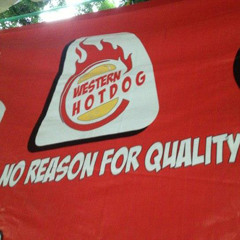 WESTERN
HOTDOG
NO REASON FOR QUALITY